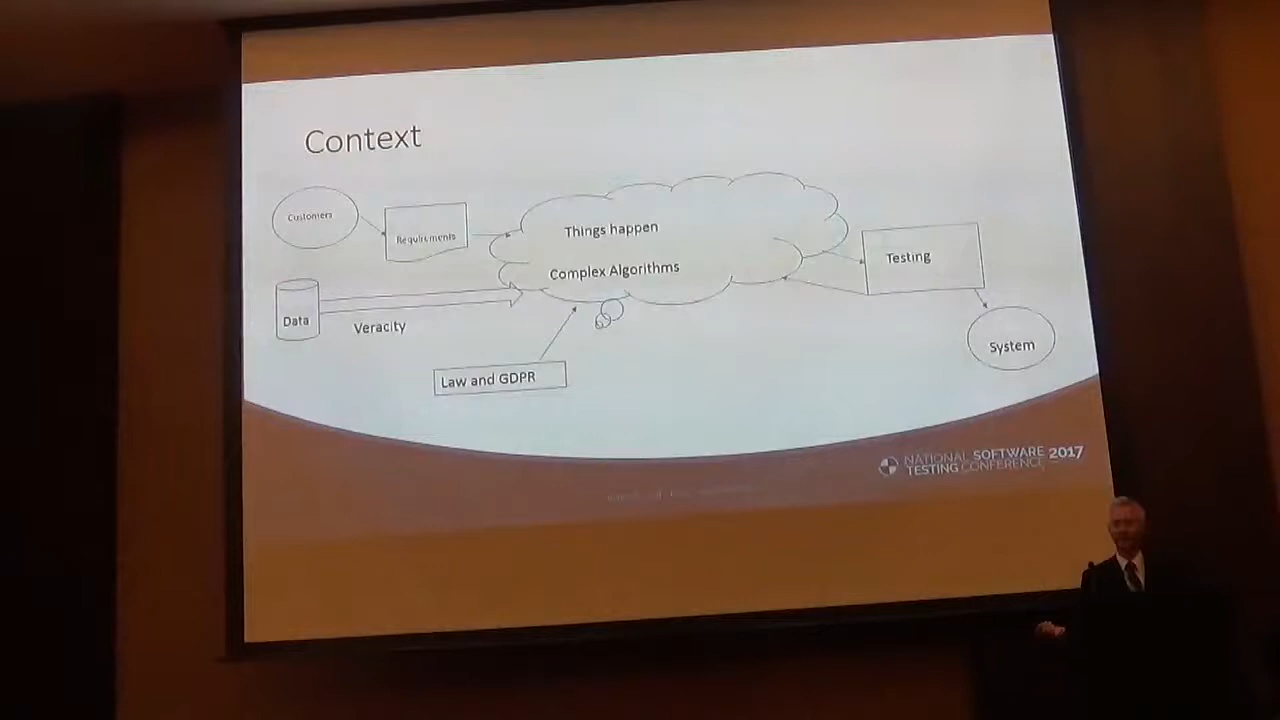 Context
Customers
Requirements
Things happen
Complex Algorithms
Testing
Data
Veracity
System
Law and GDPR
NATIONAL SOFTWARE 2017
TESTING CONFERENCE